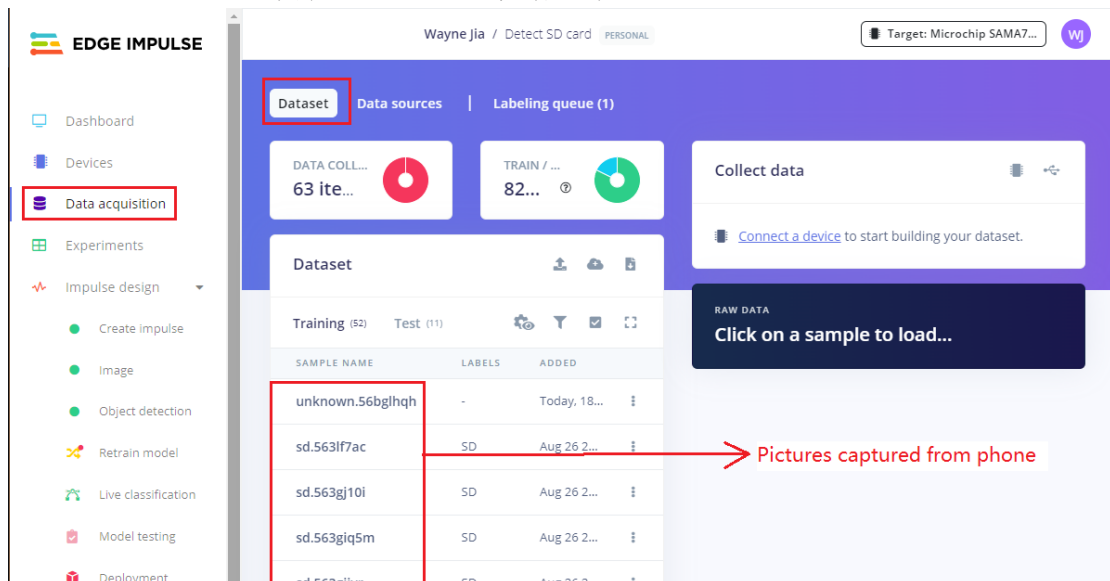 EDGE IMPULSE
Wayne Jia / Detect SD card PERSONAL
Target: Microchip SAMA7...
WJ
Dashboard
Devices
Data acquisition
Experiments
Impulse design
Create impulse
Image
Object detection
Retrain model
Live classification
Model testing
Deployment
Dataset
Data sources | Labeling queue (1)
DATA COLL...
63 ite...
TRAIN / ...
82...
Collect data
Connect a device to start building your dataset.
Dataset
Training (52) Test (11)
SAMPLE NAME LABELS ADDED
unknown.56bglhqh - Today, 18...
sd.563lf7ac SD Aug 26 2...
sd.563gj10i SD Aug 26 2...
sd.563giq5m SD Aug 26 2...
RAW DATA
Click on a sample to load...
Pictures captured from phone